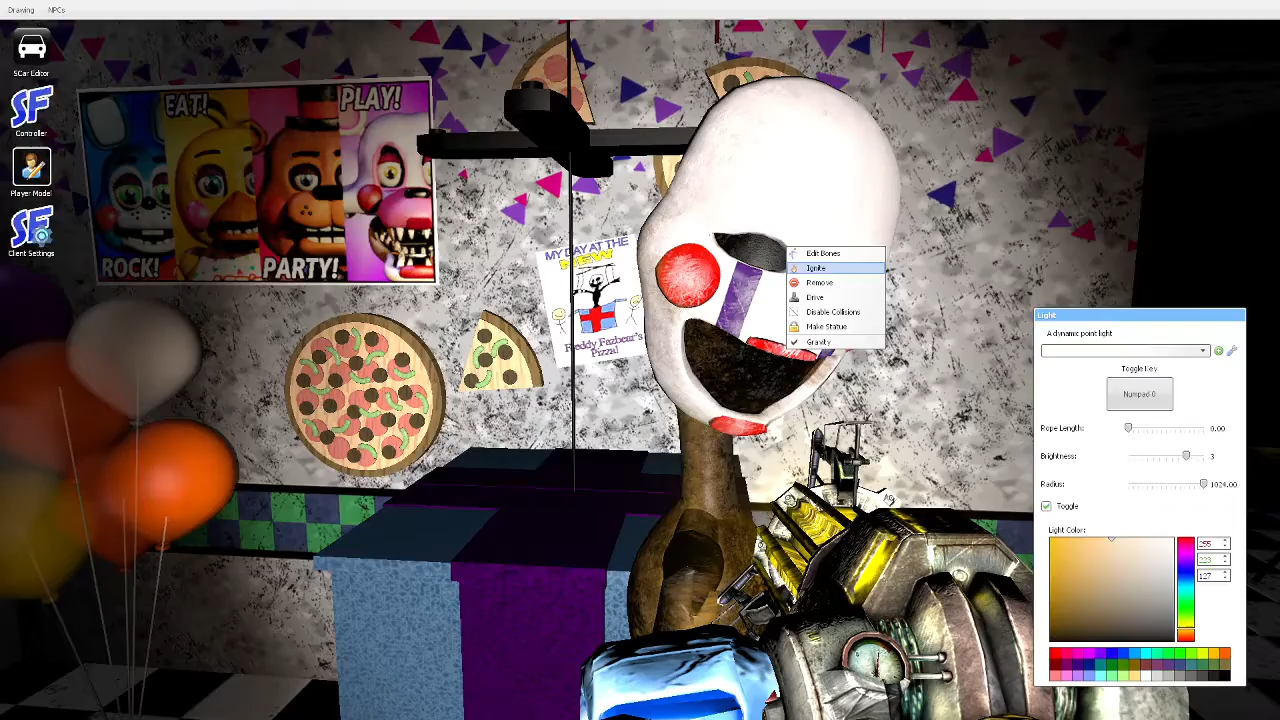 Drawing NPCs
SCar Editor
Controller
Player Model
Client Settings
SF
SF
EAT!
PLAY!
ROCK!
PARTY!
MY DAY AT THE
NEW
Freddy Fazbear's
Pizza!
Edit Bones
Ignite
Remove
Drive
Disable Collisions
Make Statue
Gravity
Light
A dynamic point light
Toggle Key
Numpad 0
Rope Length: 0.00
Brightness: 3
Radius: 1024.00
Toggle
Light Color:
255
223
127